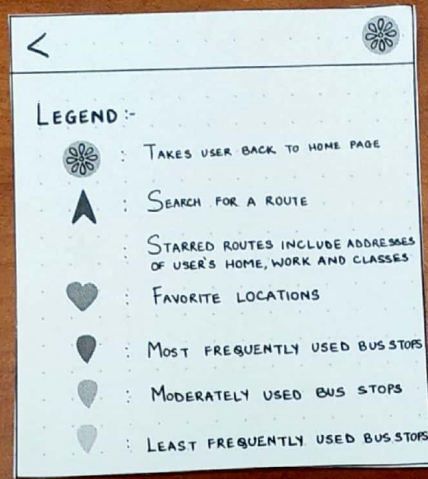 <
LEGEND:-
: TAKES USER BACK TO HOME PAGE
: SEARCH FOR A ROUTE
: STARRED ROUTES INCLUDE ADDRESSES
OF USER'S HOME, WORK AND CLASSES
: FAVORITE LOCATIONS
: MOST FREQUENTLY USED BUS STOPS
: MODERATELY USED BUS STOPS
: LEAST FREQUENTLY USED BUS STOPS